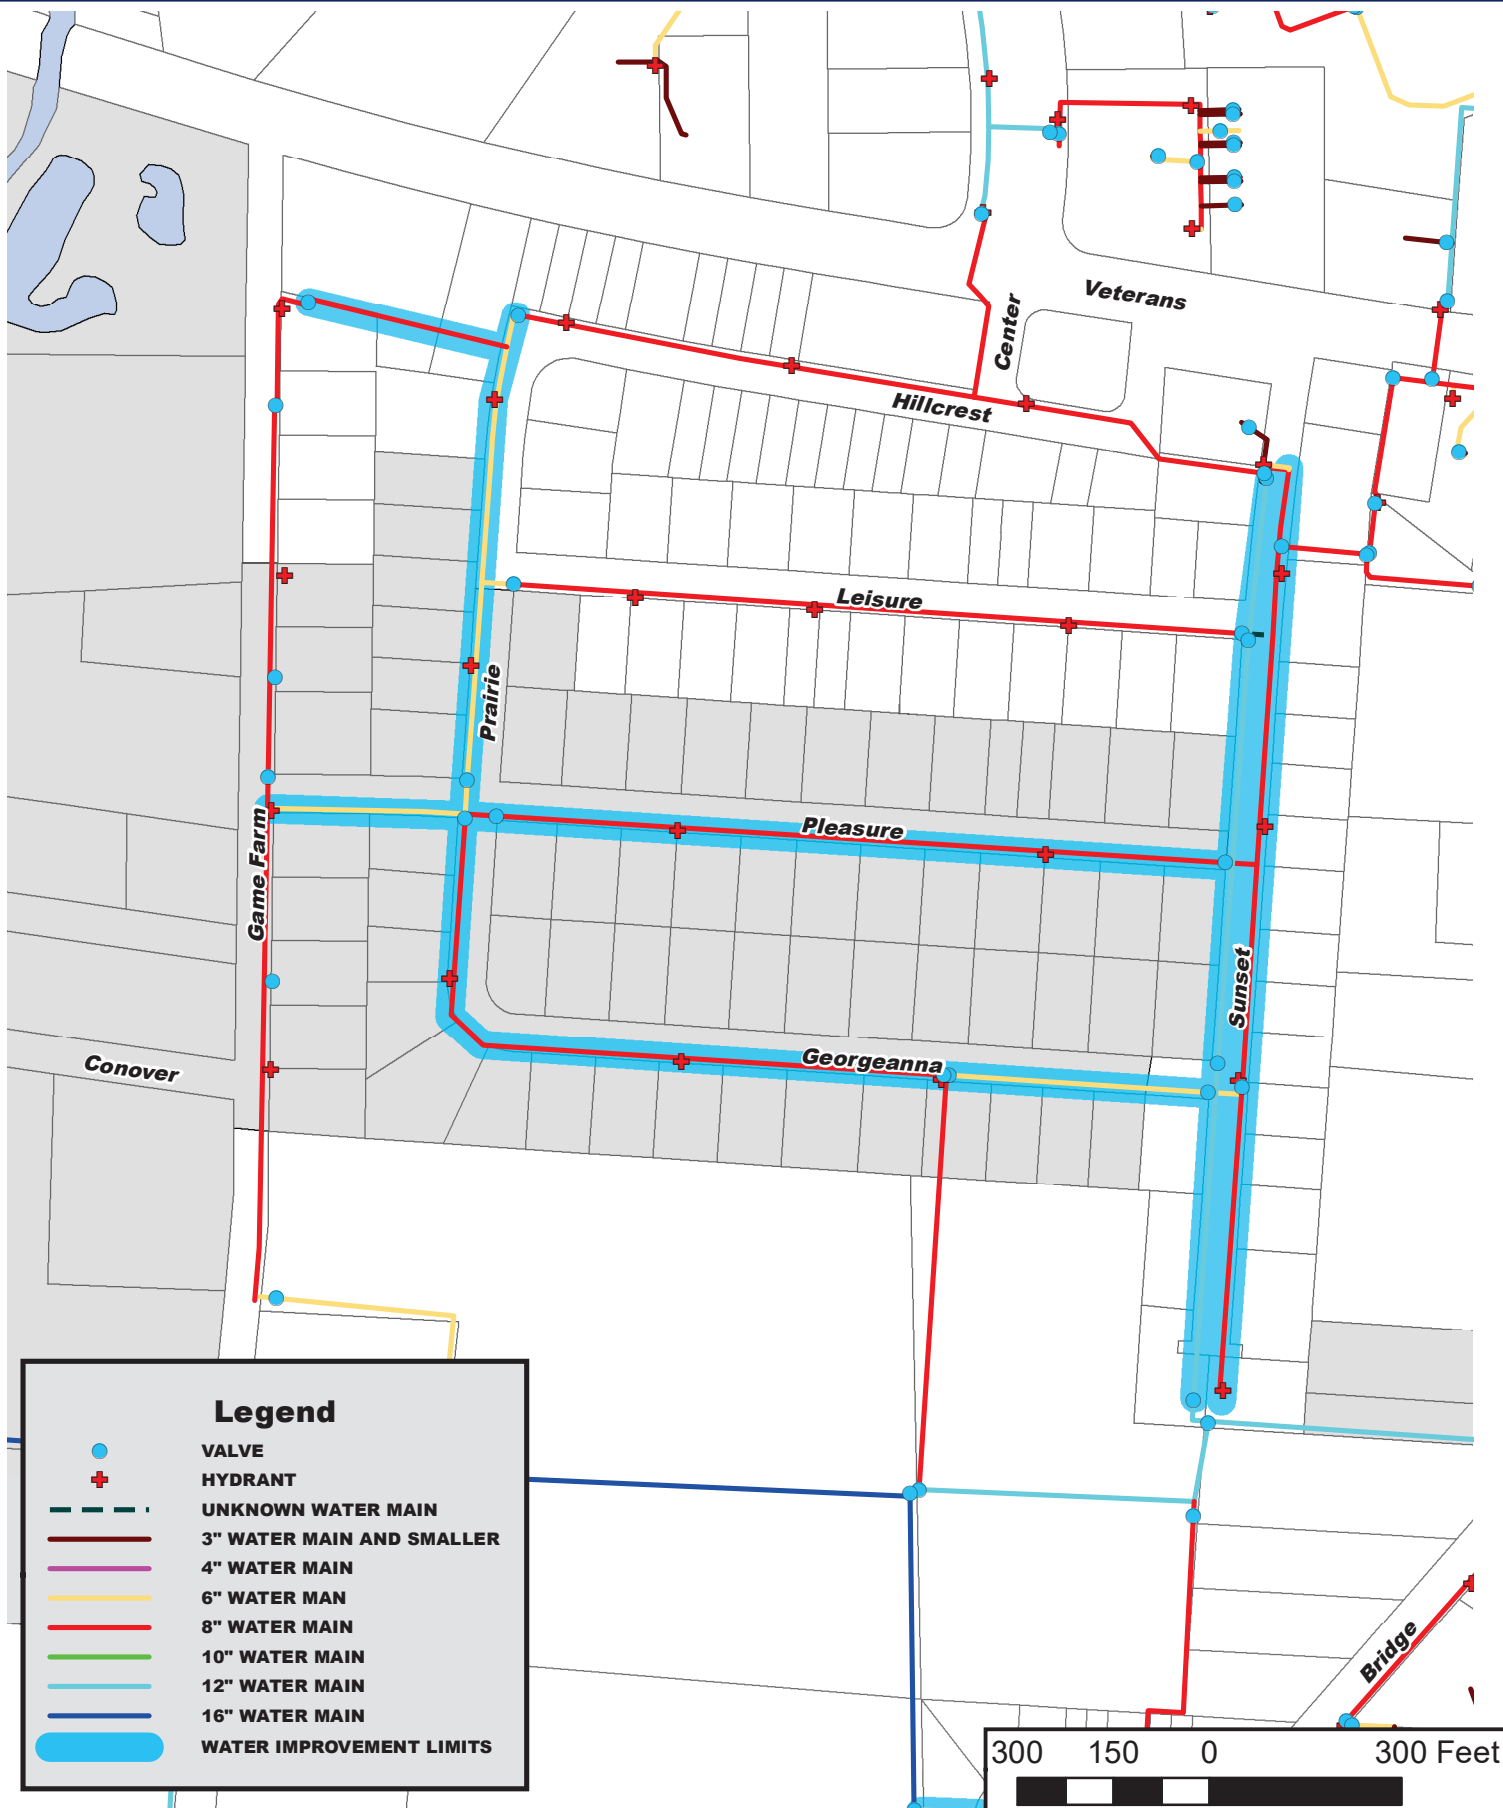 Veterans
Center
Hillcrest
Leisure
Prairie
Pleasure
Game Farm
Sunset
Georgeanna
Conover
Bridge
Legend
VALVE
HYDRANT
UNKNOWN WATER MAIN
3" WATER MAIN AND SMALLER
4" WATER MAIN
6" WATER MAN
8" WATER MAIN
10" WATER MAIN
12" WATER MAIN
16" WATER MAIN
WATER IMPROVEMENT LIMITS
300 150 0 300 Feet